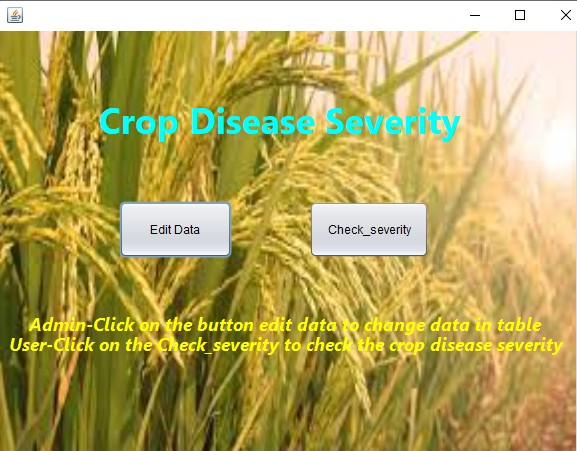 Crop Disease Severity
Edit Data
Check_severity
Admin-Click on the button edit data to change data in table
User-Click on the Check_severity to check the crop disease severity